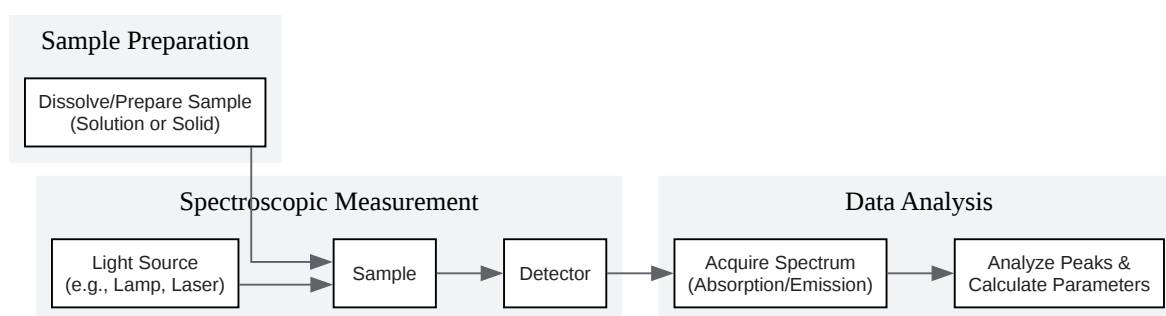 Sample Preparation
Dissolve/Prepare Sample
(Solution or Solid)
Spectroscopic Measurement
Light Source
(e.g., Lamp, Laser)
Sample
Detector
Data Analysis
Acquire Spectrum
(Absorption/Emission)
Analyze Peaks &
Calculate Parameters